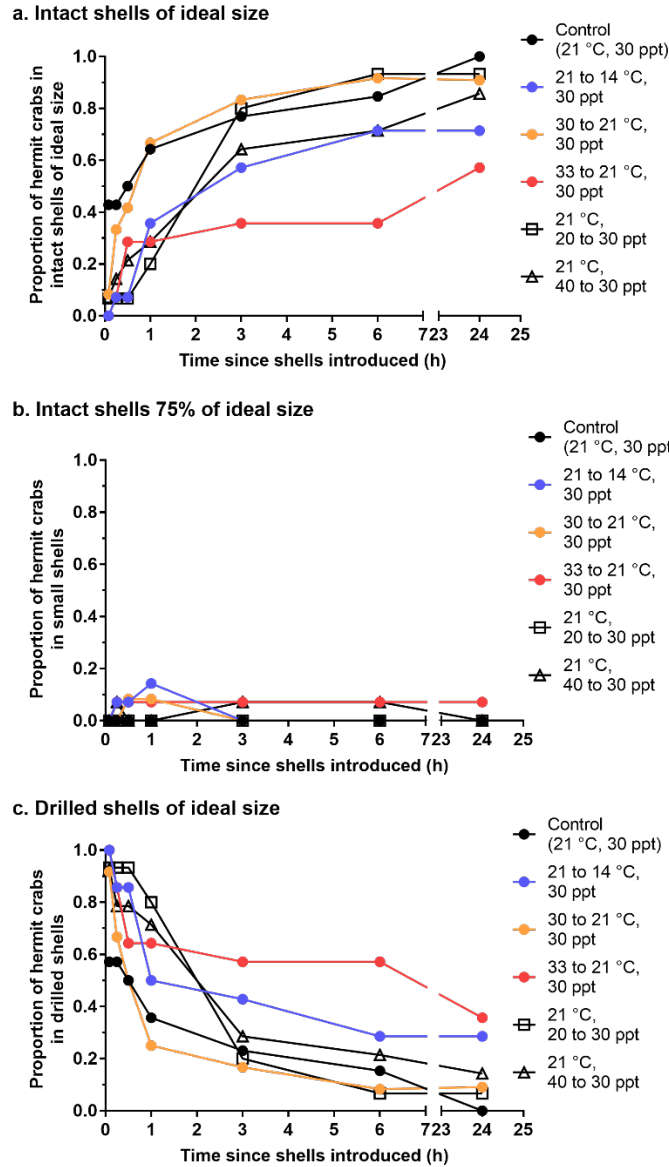 a. Intact shells of ideal size
Proportion of hermit crabs in
intact shells of ideal size
1.0
0.8
0.6
0.4
0.2
0.0
0
1
2
3
4
5
6
7
23
24
25
Time since shells introduced (h)
Control
(21 °C, 30 ppt)
21 to 14 °C,
30 ppt
30 to 21 °C,
30 ppt
33 to 21 °C,
30 ppt
21 °C,
20 to 30 ppt
21 °C,
40 to 30 ppt
b. Intact shells 75% of ideal size
Proportion of hermit crabs
in small shells
1.0
0.8
0.6
0.4
0.2
0.0
0
1
2
3
4
5
6
7
23
24
25
Time since shells introduced (h)
Control
(21 °C, 30 ppt
21 to 14 °C,
30 ppt
30 to 21 °C,
30 ppt
33 to 21 °C,
30 ppt
21 °C,
20 to 30 ppt
21 °C,
40 to 30 ppt
c. Drilled shells of ideal size
Proportion of hermit crabs
in drilled shells
1.0
0.8
0.6
0.4
0.2
0.0
0
1
2
3
4
5
6
7
23
24
25
Time since shells introduced (h)
Control
(21 °C, 30 ppt)
21 to 14 °C,
30 ppt
30 to 21 °C,
30 ppt
33 to 21 °C,
30 ppt
21 °C,
20 to 30 ppt
21 °C,
40 to 30 ppt